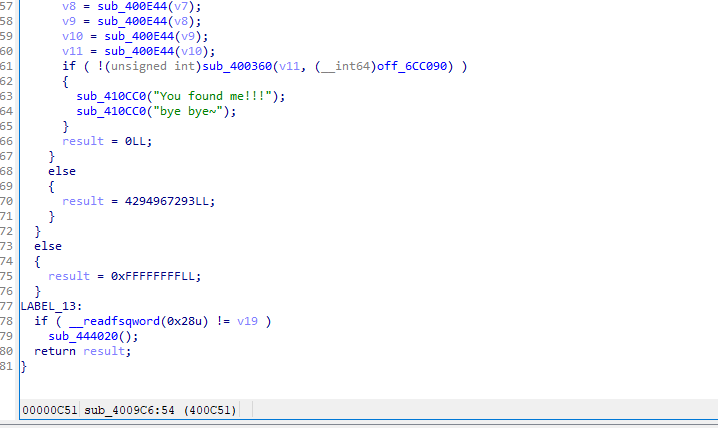 57 v8 = sub_400E44(v7);
58 v9 = sub_400E44(v8);
59 v10 = sub_400E44(v9);
60 v11 = sub_400E44(v10);
61 if ( !(unsigned int)sub_400360(v11, (__int64)off_6CC090) )
62 {
63 sub_410CC0("You found me!!!");
64 sub_410CC0("bye bye~");
65 }
66 result = 0LL;
67 }
68 else
69 {
70 result = 4294967293LL;
71 }
72 }
73 else
74 {
75 result = 0xFFFFFFFFLL;
76 }
77 LABEL_13:
78 if ( __readfsqword(0x28u) != v19 )
79 sub_444020();
80 return result;
81 }
00000C51 sub_4009C6:54 (400C51)